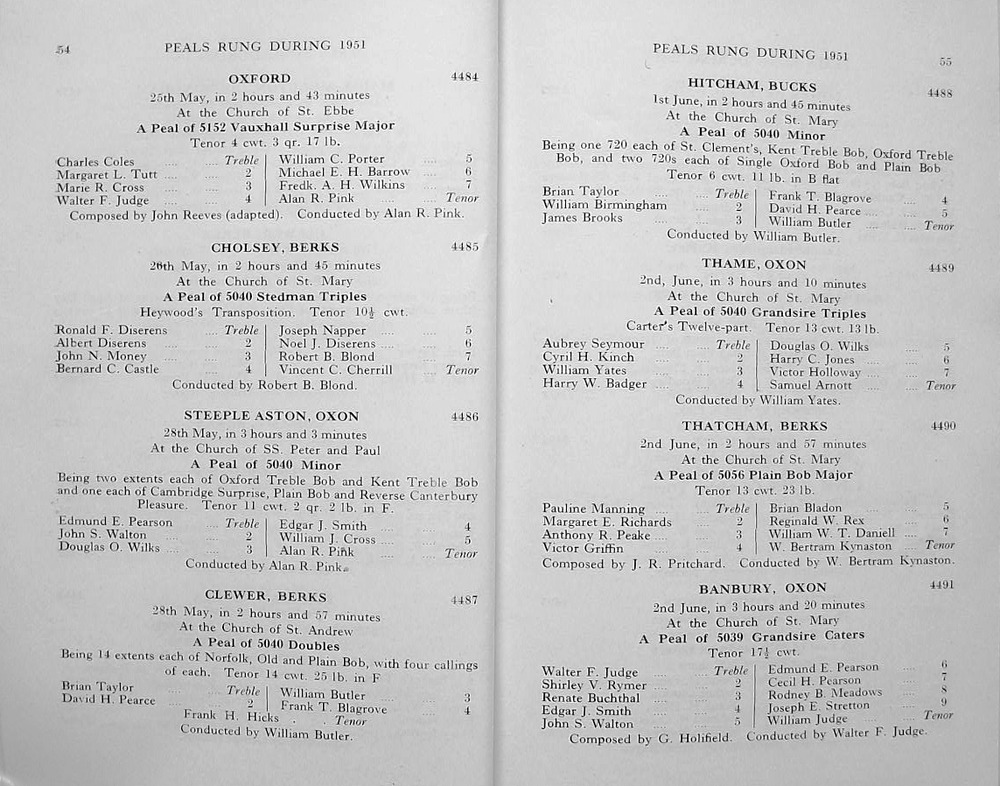 54 PEALS RUNG DURING 1951
OXFORD 4484
25th May, in 2 hours and 43 minutes
At the Church of St. Ebbe
A Peal of 5152 Vauxhall Surprise Major
Tenor 4 cwt. 3 qr. 17 lb.
Charles Coles .... .... Treble | William C. Porter .... 5
Margaret L. Tutt .... 2 | Michael E. H. Barrow .... 6
Marie R. Cross .... 3 | Fredk. A. H. Wilkins .... 7
Walter F. Judge .... 4 | Alan R. Pink .... .... Tenor
Composed by John Reeves (adapted). Conducted by Alan R. Pink.
CHOLSEY, BERKS 4485
26th May, in 2 hours and 45 minutes
At the Church of St. Mary
A Peal of 5040 Stedman Triples
Heywood's Transposition. Tenor 10½ cwt.
Ronald F. Diserens .... Treble | Joseph Napper .... 5
Albert Diserens .... 2 | Noel J. Diserens .... .... 6
John N. Money .... 3 | Robert B. Blond .... 7
Bernard C. Castle .... 4 | Vincent C. Cherrill .... Tenor
Conducted by Robert B. Blond.
STEEPLE ASTON, OXON 4486
28th May, in 3 hours and 3 minutes
At the Church of SS. Peter and Paul
A Peal of 5040 Minor
Being two extents each of Oxford Treble Bob and Kent Treble Bob
and one each of Cambridge Surprise, Plain Bob and Reverse Canterbury
Pleasure. Tenor 11 cwt. 2 qr. 2 lb. in F.
Edmund E. Pearson .... Treble | Edgar J. Smith .... 4
John S. Walton .... 2 | William J. Cross .... .... 5
Douglas O. Wilks .... .... 3 | Alan R. Pink .... .... Tenor
Conducted by Alan R. Pink.
CLEWER, BERKS 4487
28th May, in 2 hours and 57 minutes
At the Church of St. Andrew
A Peal of 5040 Doubles
Being 14 extents each of Norfolk, Old and Plain Bob, with four callings
of each. Tenor 14 cwt. 25 lb. in F
Brian Taylor .... .... Treble | William Butler .... 3
David H. Pearce .... 2 | Frank T. Blagrove .... 4
Frank H. Hicks . . Tenor
Conducted by William Butler.
PEALS RUNG DURING 1951 55
HITCHAM, BUCKS 4488
1st June, in 2 hours and 45 minutes
At the Church of St. Mary
A Peal of 5040 Minor
Being one 720 each of St. Clement's, Kent Treble Bob, Oxford Treble
Bob, and two 720s each of Single Oxford Bob and Plain Bob
Tenor 6 cwt. 11 lb. in B flat
Brian Taylor .... .... Treble | Frank T. Blagrove .... 4
William Birmingham .... 2 | David H. Pearce .... .... 5
James Brooks .... 3 | William Butler .... .... Tenor
Conducted by William Butler.
THAME, OXON 4489
2nd, June, in 3 hours and 10 minutes
At the Church of St. Mary
A Peal of 5040 Grandsire Triples
Carter's Twelve-part. Tenor 13 cwt. 13 lb.
Aubrey Seymour .... .... Treble | Douglas O. Wilks .... 5
Cyril H. Kinch .... 2 | Harry C. Jones .... .... 6
William Yates .... 3 | Victor Holloway .... .... 7
Harry W. Badger .... 4 | Samuel Arnott .... .... Tenor
Conducted by William Yates.
THATCHAM, BERKS 4490
2nd June, in 2 hours and 57 minutes
At the Church of St. Mary
A Peal of 5056 Plain Bob Major
Tenor 13 cwt. 23 lb.
Pauline Manning .... Treble | Brian Bladon .... 5
Margaret E. Richards .... 2 | Reginald W. Rex .... 6
Anthony R. Peake .... .... 3 | William W. T. Daniell .... 7
Victor Griffin .... 4 | W. Bertram Kynaston .... Tenor
Composed by J. R. Pritchard. Conducted by W. Bertram Kynaston.
BANBURY, OXON 4491
2nd June, in 3 hours and 20 minutes
At the Church of St. Mary
A Peal of 5039 Grandsire Caters
Tenor 17½ cwt.
Walter F. Judge .... Treble | Edmund E. Pearson .... 6
Shirley V. Rymer .... 2 | Cecil H. Pearson .... 7
Renate Buchthal .... 3 | Rodney B. Meadows .... 8
Edgar J. Smith .... 4 | Joseph E. Stretton .... 9
John S. Walton .... 5 | William Judge .... Tenor
Composed by G. Holifield. Conducted by Walter F. Judge.